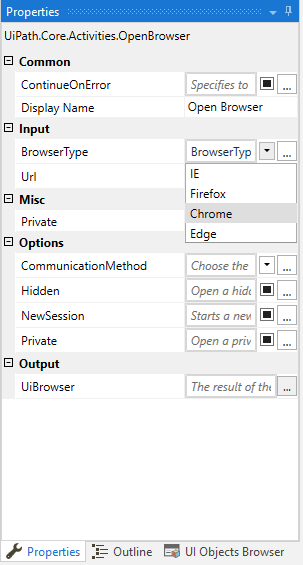 Properties
UiPath.Core.Activities.OpenBrowser
Common
ContinueOnError Specifies to ...
Display Name Open Browser
Input
BrowserType BrowserTyp ...
Url
IE
Firefox
Chrome
Edge
Misc
Private
Options
CommunicationMethod Choose the ...
Hidden Open a hidd ...
NewSession Starts a new ...
Private Open a priv ...
Output
UiBrowser The result of the ...
Properties Outline UI Objects Browser